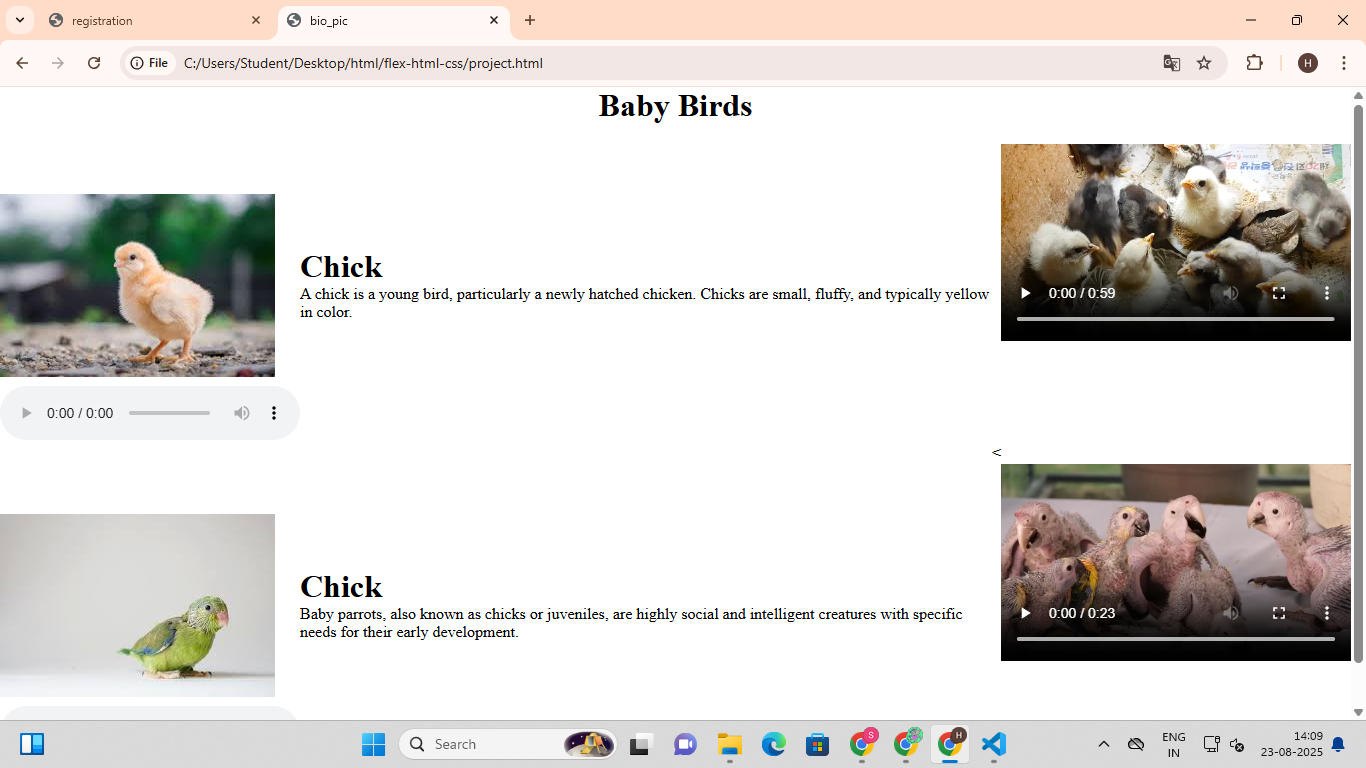 registration
bio_pic
File
C:/Users/Student/Desktop/html/flex-html-css/project.html
H
Baby Birds
Chick
A chick is a young bird, particularly a newly hatched chicken. Chicks are small, fluffy, and typically yellow
in color.
0:00 / 0:59
0:00 / 0:00
<
Chick
Baby parrots, also known as chicks or juveniles, are highly social and intelligent creatures with specific
needs for their early development.
0:00 / 0:23
Search
S
H
ENG
IN
14:09
23-08-2025